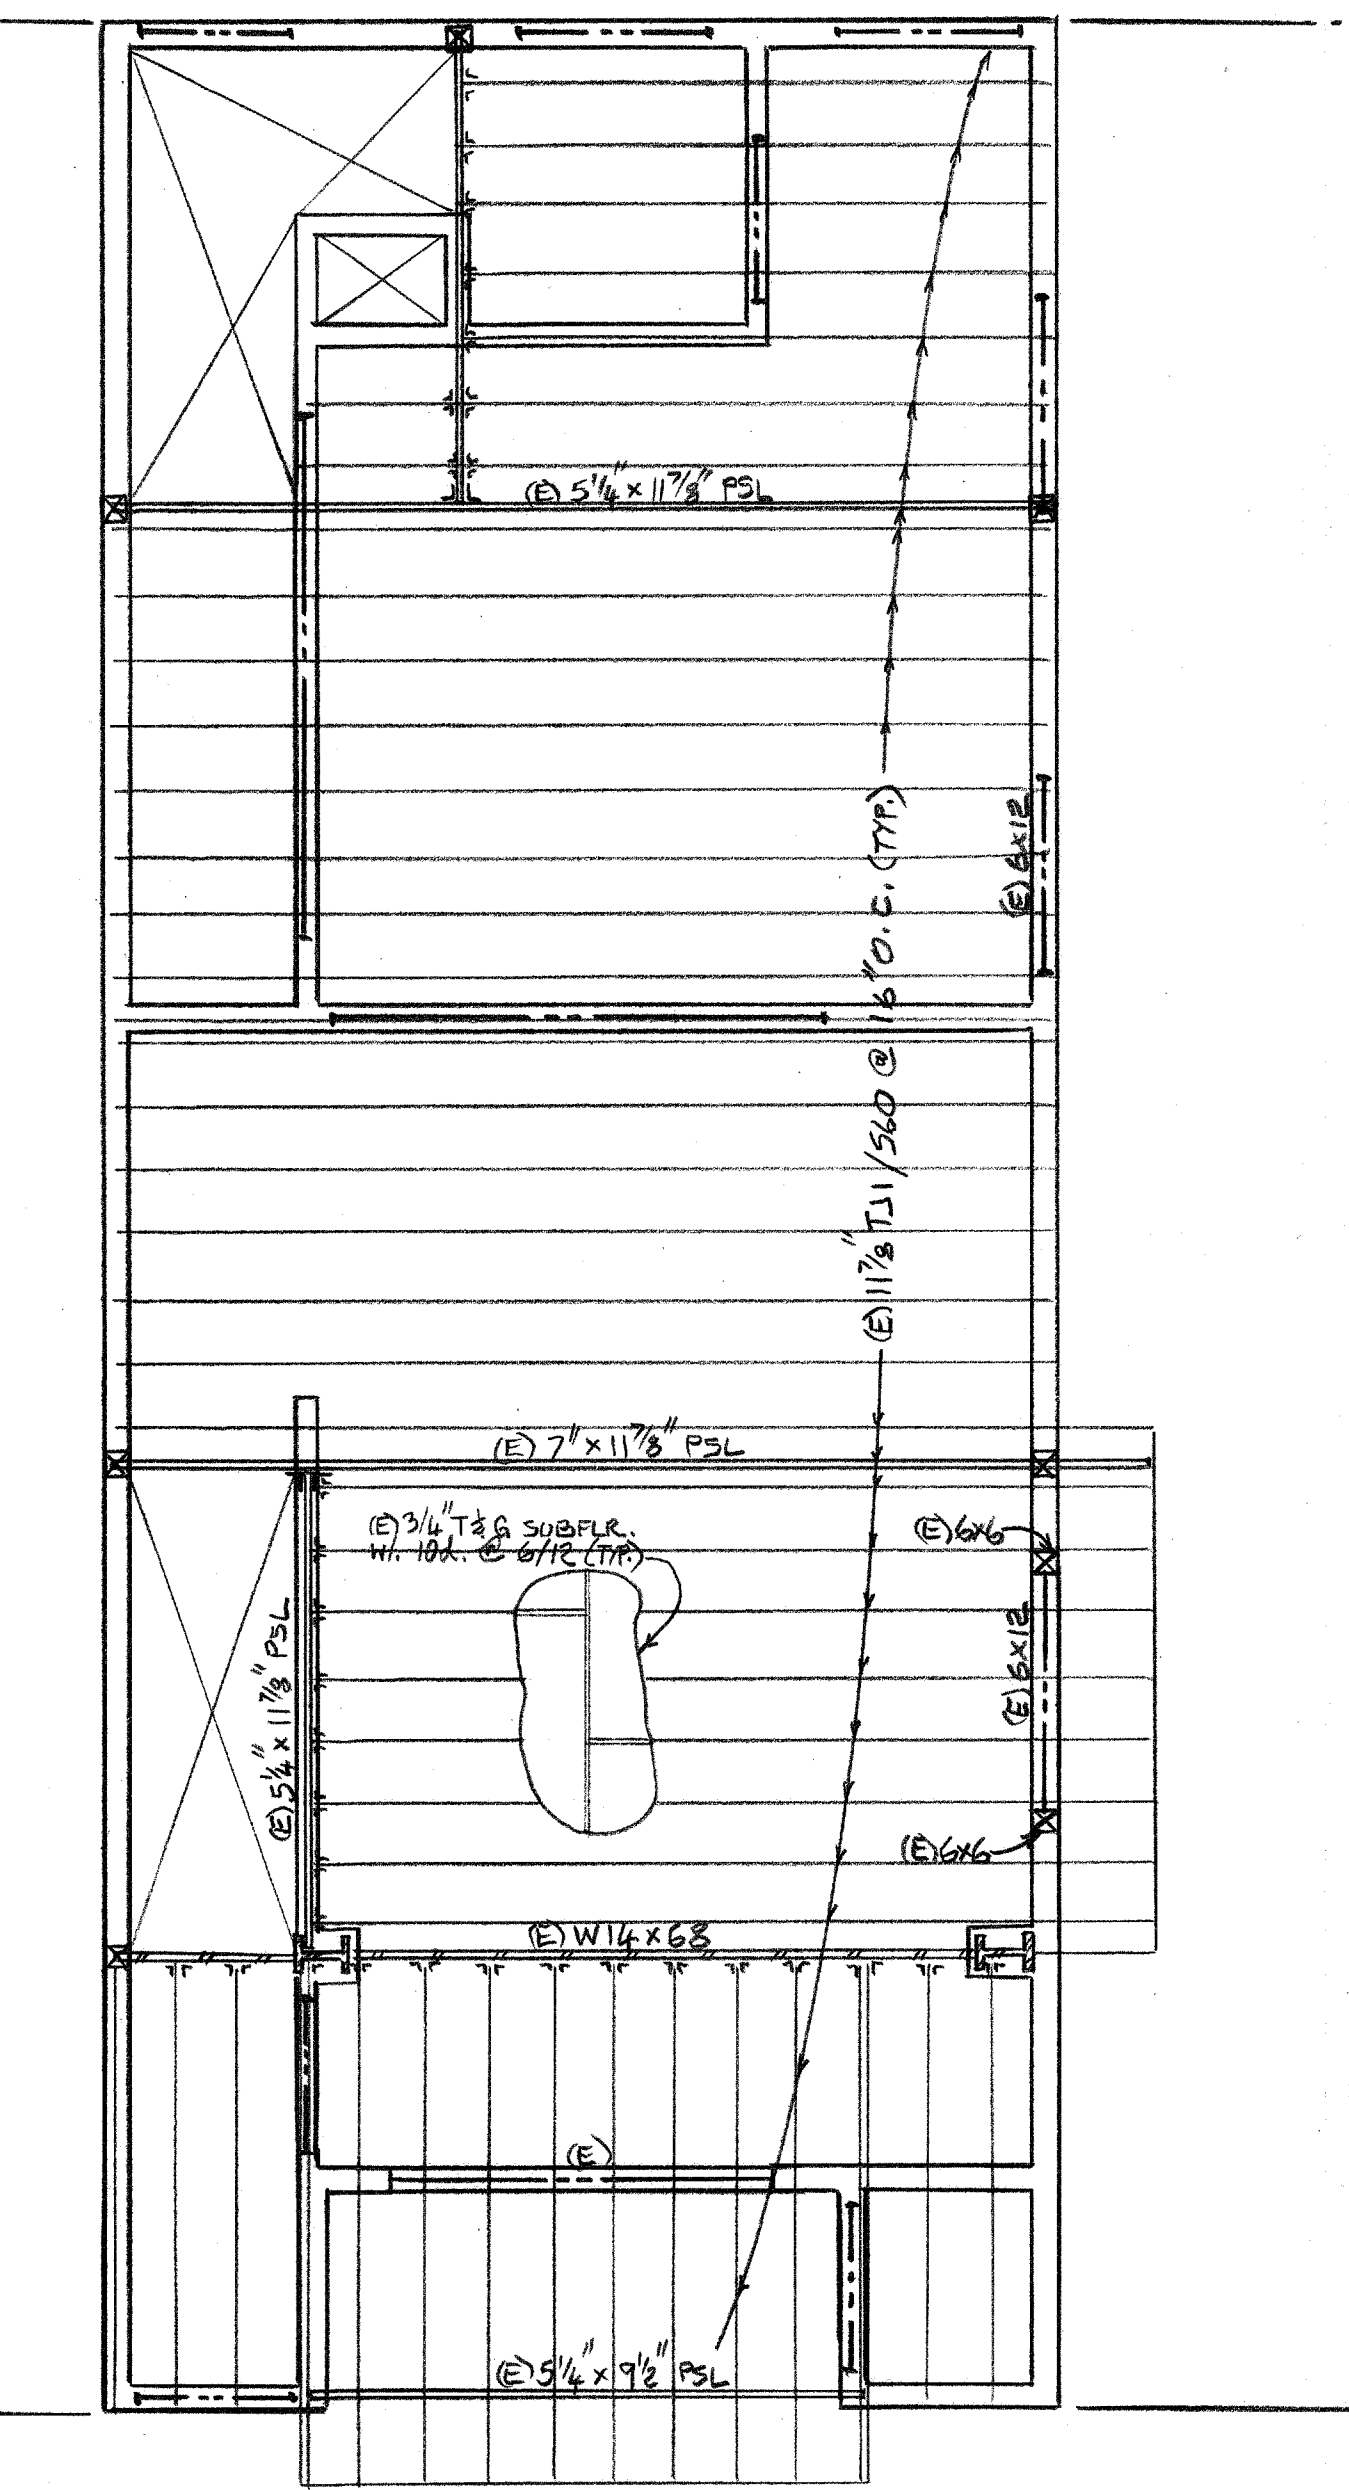 (E) 5 1/4" x 11 7/8" PSL
(E) 6x12
(E) 11 7/8" TJI/560 @ 16" O.C. (TYP.)
(E) 7" x 11 7/8" PSL
(E) 3/4" T & G SUBFLR.
W/. 10d. @ 6/12 (TYP.)
(E) 6x6
(E) 6x12
(E) 5 1/4" x 11 7/8" PSL
(E) 6x6
(E) W14 x 68
(E)
(E) 5 1/4" x 9 1/2" PSL